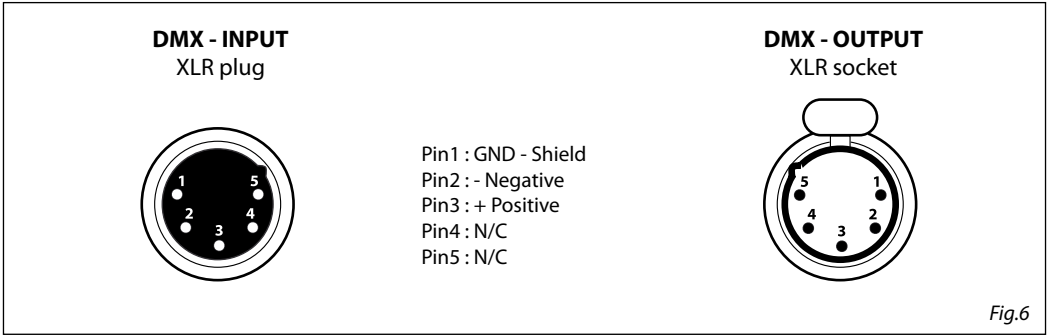 DMX - INPUT
XLR plug
1
5
2
4
3
Pin1 : GND - Shield
Pin2 : - Negative
Pin3 : + Positive
Pin4 : N/C
Pin5 : N/C
DMX - OUTPUT
XLR socket
5
1
4
2
3
Fig.6